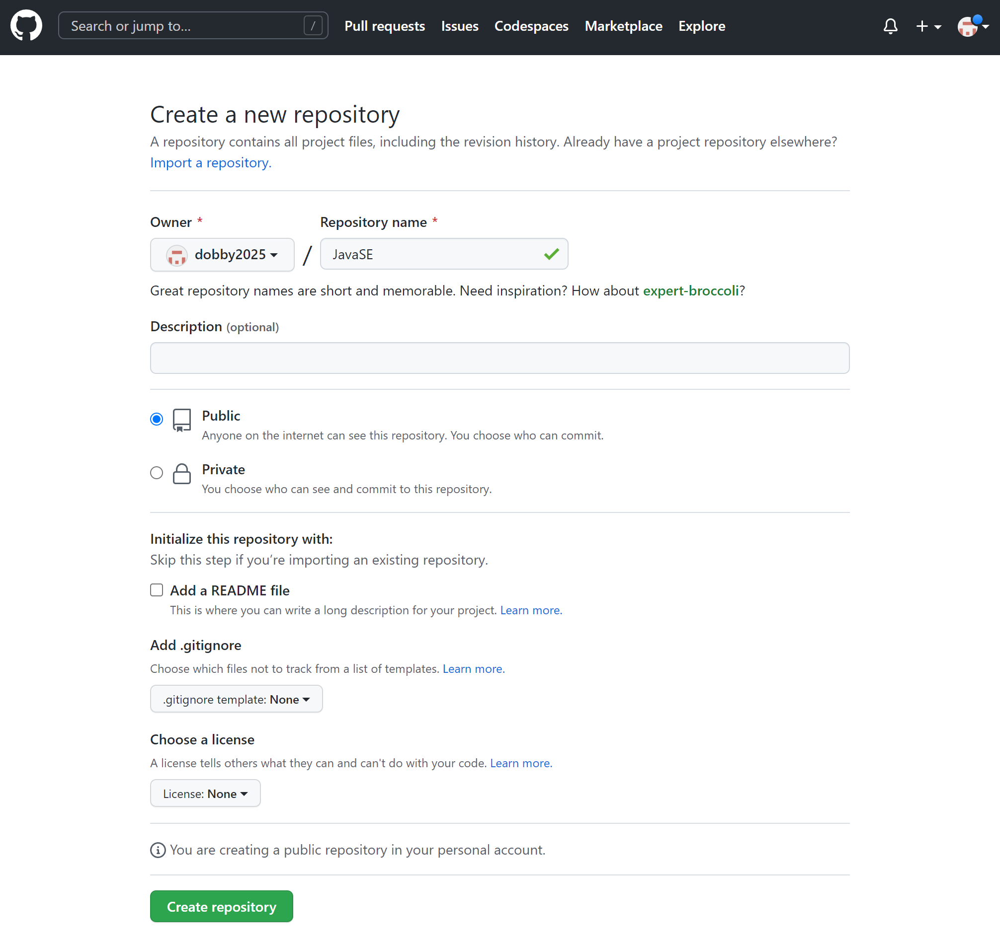 Search or jump to...
/
Pull requests
Issues
Codespaces
Marketplace
Explore
Create a new repository
A repository contains all project files, including the revision history. Already have a project repository elsewhere?
Import a repository.
Owner *
Repository name *
dobby2025
/
JavaSE
Great repository names are short and memorable. Need inspiration? How about expert-broccoli?
Description (optional)
Public
Anyone on the internet can see this repository. You choose who can commit.
Private
You choose who can see and commit to this repository.
Initialize this repository with:
Skip this step if you’re importing an existing repository.
Add a README file
This is where you can write a long description for your project. Learn more.
Add .gitignore
Choose which files not to track from a list of templates. Learn more.
.gitignore template: None
Choose a license
A license tells others what they can and can't do with your code. Learn more.
License: None
You are creating a public repository in your personal account.
Create repository